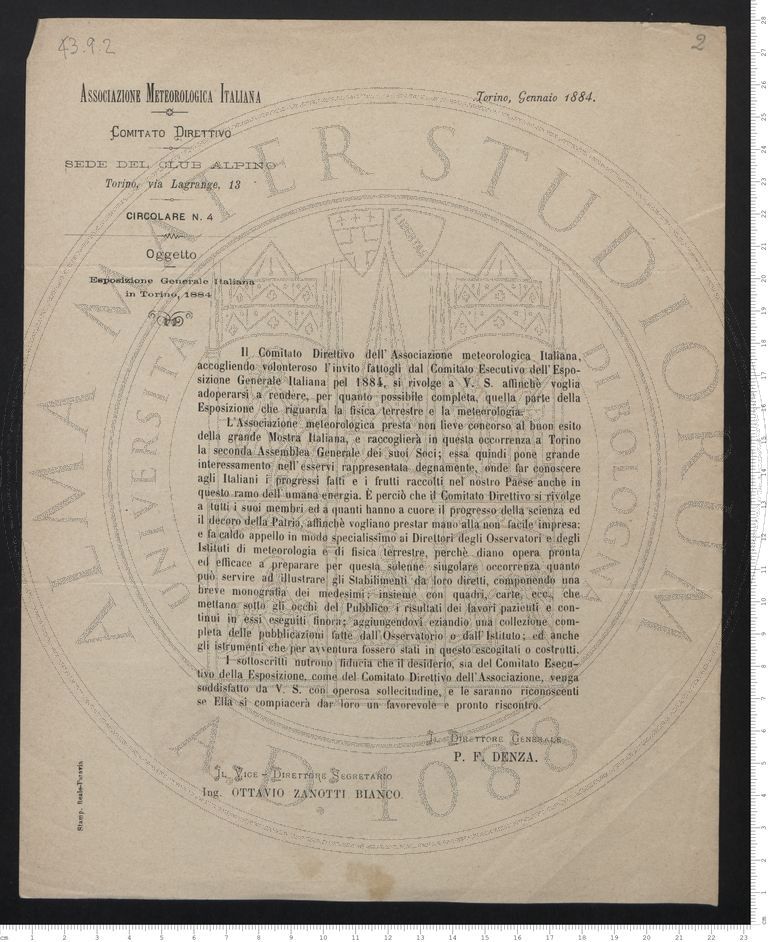 43.9.2
2
ASSOCIAZIONE METEOROLOGICA ITALIANA
Torino, Gennaio 1884.
COMITATO DIRETTIVO
SEDE DEL CLUB ALPINO
Torino, via Lagrange, 13
CIRCOLARE N. 4
Oggetto
Esposizione Generale Italiana
in Torino, 1884
Il Comitato Direttivo dell'Associazione meteorologica Italiana,
accogliendo volonteroso l'invito fattogli dal Comitato Esecutivo dell'Espo-
sizione Generale Italiana pel 1884, si rivolge a V. S. affinchè voglia
adoperarsi a rendere, per quanto possibile completa, quella parte della
Esposizione che riguarda la fisica terrestre e la meteorologia.
L'Associazione meteorologica presta non lieve concorso al buon esito
della grande Mostra Italiana, e raccoglierà in questa occorrenza a Torino
la seconda Assemblea Generale dei suoi Soci; essa quindi pone grande
interessamento nell'esservi rappresentata degnamente, onde far conoscere
agli Italiani i progressi fatti e i frutti raccolti nel nostro Paese anche in
questo ramo dell'umana energia. È perciò che il Comitato Direttivo si rivolge
a tutti i suoi membri ed a quanti hanno a cuore il progresso della scienza ed
il decoro della Patria, affinchè vogliano prestar mano alla non facile impresa:
e fa caldo appello in modo specialissimo ai Direttori degli Osservatori e degli
Istituti di meteorologia e di fisica terrestre, perchè diano opera pronta
ed efficace a preparare per questa solenne singolare occorrenza quanto
può servire ad illustrare gli Stabilimenti da loro diretti, componendo una
breve monografia dei medesimi: insieme con quadri, carte, ecc., che
mettano sotto gli occhi del Pubblico i risultati dei lavori pazienti e con-
tinui in essi eseguiti finora; aggiungendovi eziandio una collezione com-
pleta delle pubblicazioni fatte dall'Osservatorio o dall'Istituto; ed anche
gli istrumenti che per avventura fossero stati in questo escogitati o costrutti.
I sottoscritti nutrono fiducia che il desiderio, sia del Comitato Esecu-
tivo della Esposizione, come del Comitato Direttivo dell'Associazione, venga
soddisfatto da V. S. con operosa sollecitudine, e le saranno riconoscenti
se Ella si compiacerà dar loro un favorevole e pronto riscontro.
IL DIRETTORE GENERALE
P. F. DENZA.
IL VICE-DIRETTORE SEGRETARIO
Ing. OTTAVIO ZANOTTI BIANCO.
Stamp. Reale-Paravia
ALMA MATER STUDIORUM
UNIVERSITÀ DI BOLOGNA
LIBERTAS
A.D. 1088